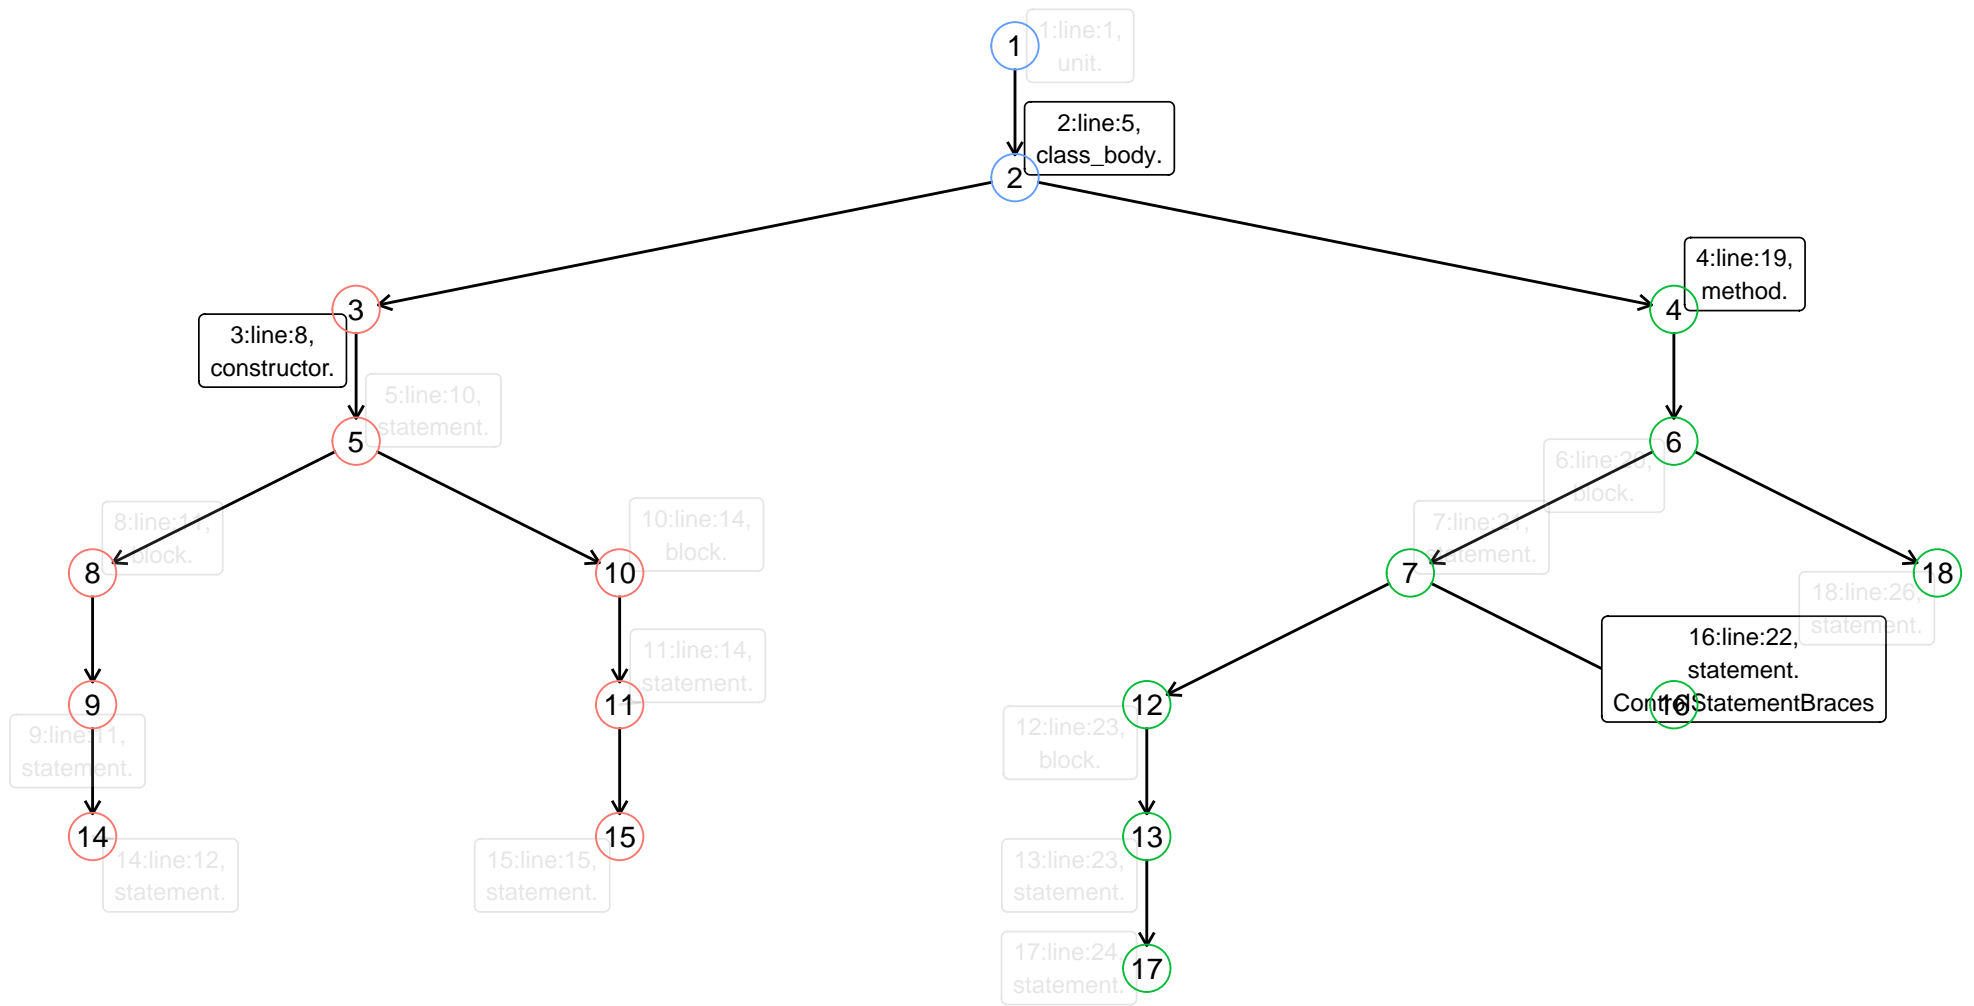 1
1:line:1,
unit.
2:line:5,
class_body.
2
4:line:19,
method.
3
4
3:line:8,
constructor.
5:line:10,
statement.
5
6
6:line:20,
block.
8:line:11,
block.
10:line:14,
block.
7:line:21,
statement.
8
10
7
18
18:line:26,
statement.
16:line:22,
statement.
ControlStatementBraces
11:line:14,
statement.
9
11
12
16
9:line:11,
statement.
12:line:23,
block.
14
15
13
14:line:12,
statement.
15:line:15,
statement.
13:line:23,
statement.
17:line:24,
statement.
17